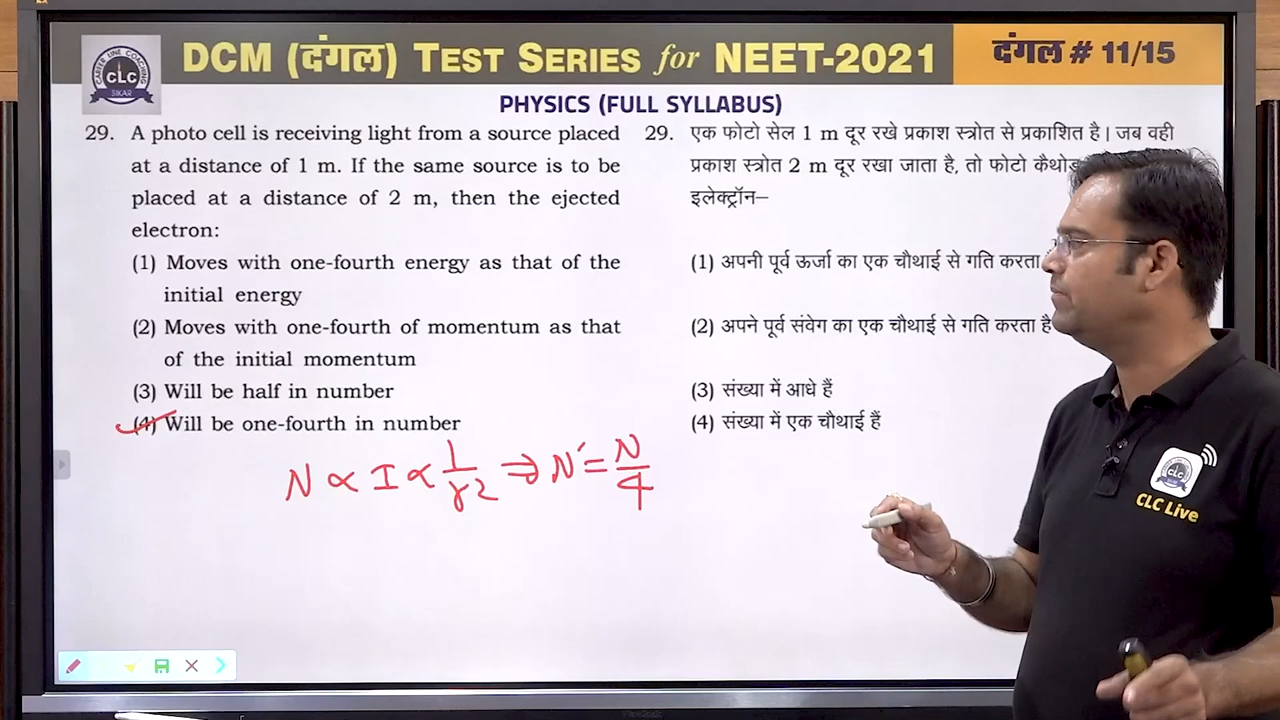 DCM (दंगल) TEST SERIES for NEET-2021
दंगल # 11/15
CAREER LINE COACHING
CLC
SIKAR
PHYSICS (FULL SYLLABUS)
29. A photo cell is receiving light from a source placed
at a distance of 1 m. If the same source is to be
placed at a distance of 2 m, then the ejected
electron:
(1) Moves with one-fourth energy as that of the
initial energy
(2) Moves with one-fourth of momentum as that
of the initial momentum
(3) Will be half in number
(4) Will be one-fourth in number
N ∝ I ∝ 1/r2 ⇒ N' = N/4
29. एक फोटो सेल 1 m दूर रखे प्रकाश स्त्रोत से प्रकाशित है। जब वही
प्रकाश स्त्रोत 2 m दूर रखा जाता है, तो फोटो
इलेक्ट्रॉन–
(1) अपनी पूर्व ऊर्जा का एक चौथाई से गति करता
(2) अपने पूर्व संवेग का एक चौथाई से गति करता है
(3) संख्या में आधे हैं
(4) संख्या में एक चौथाई हैं
CLC Live